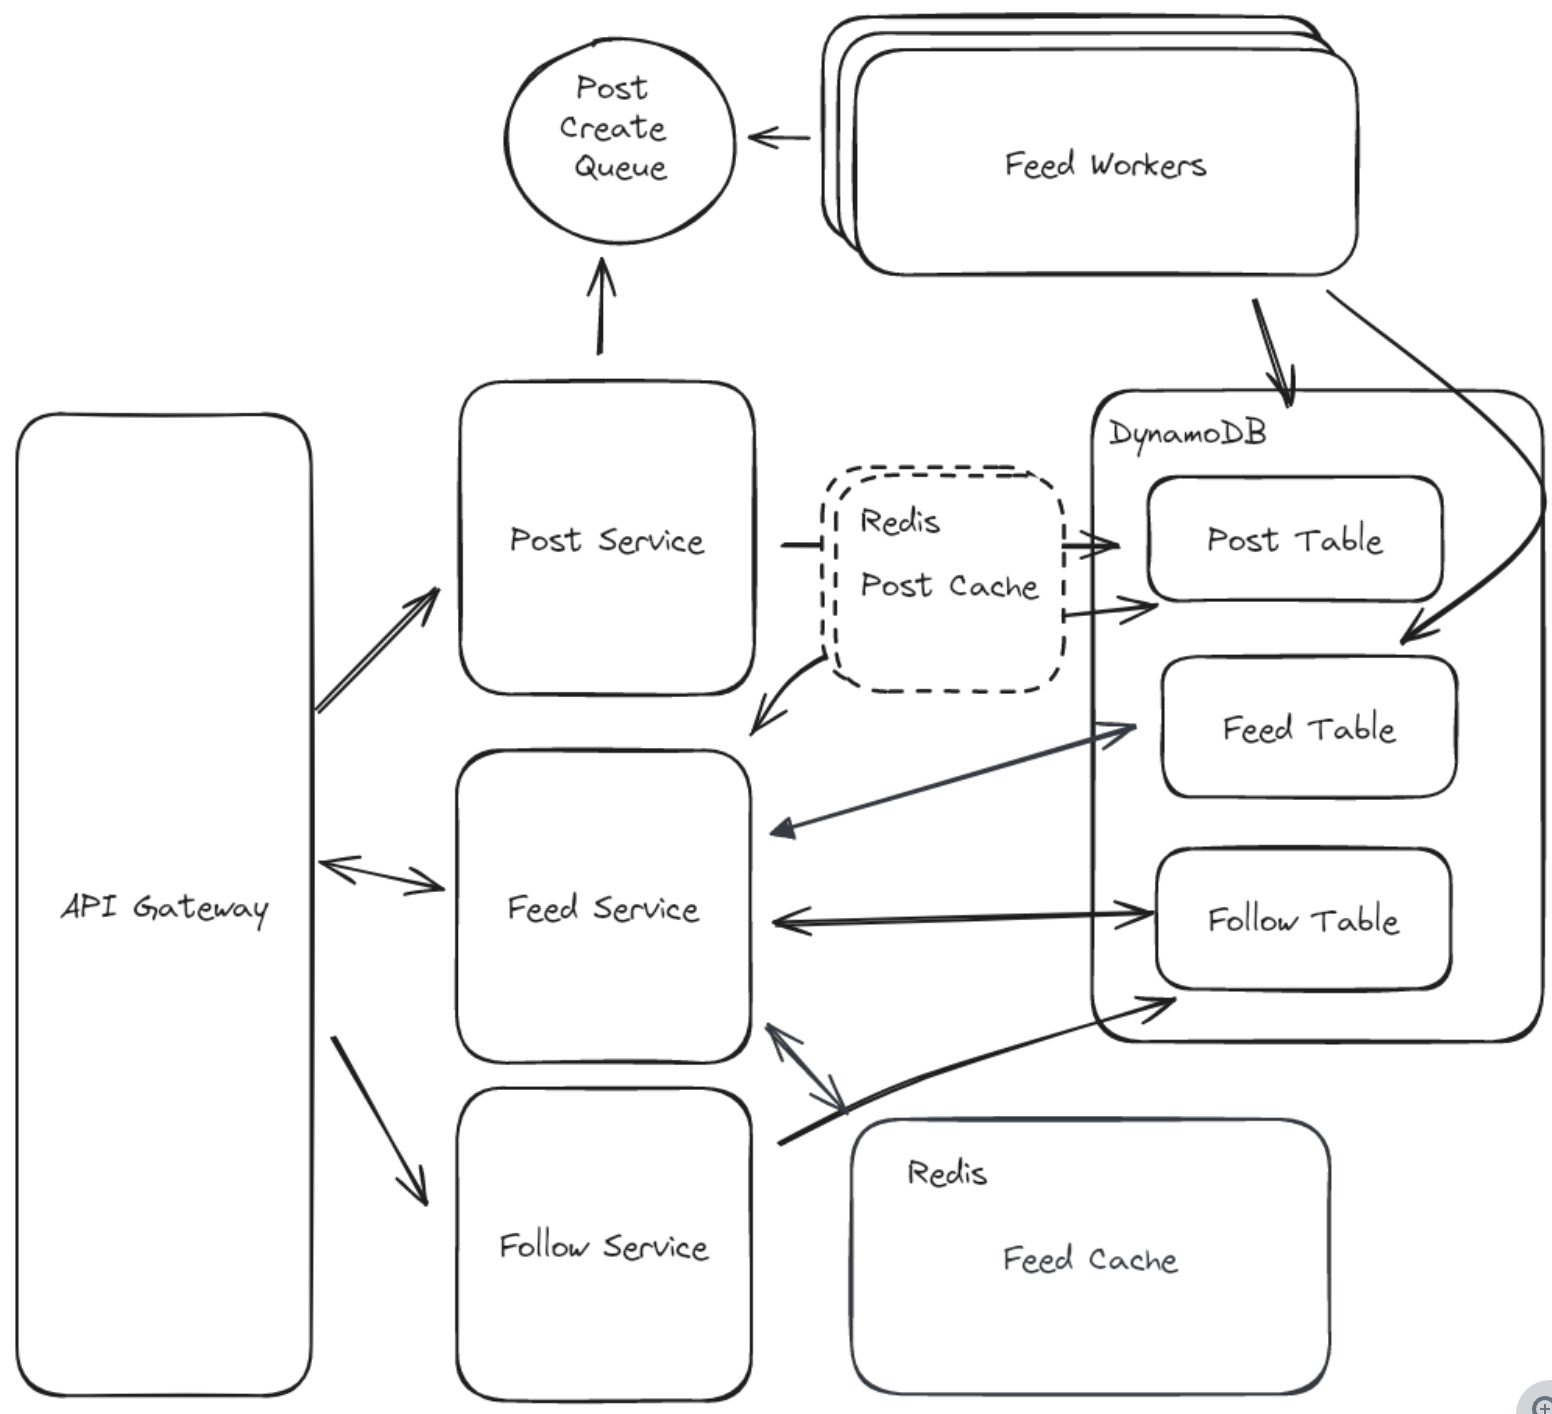 Post
Create
Queue
Feed Workers
DynamoDB
Redis
Post Service
Post Table
Post Cache
Feed Table
API Gateway
Feed Service
Follow Table
Redis
Follow Service
Feed Cache